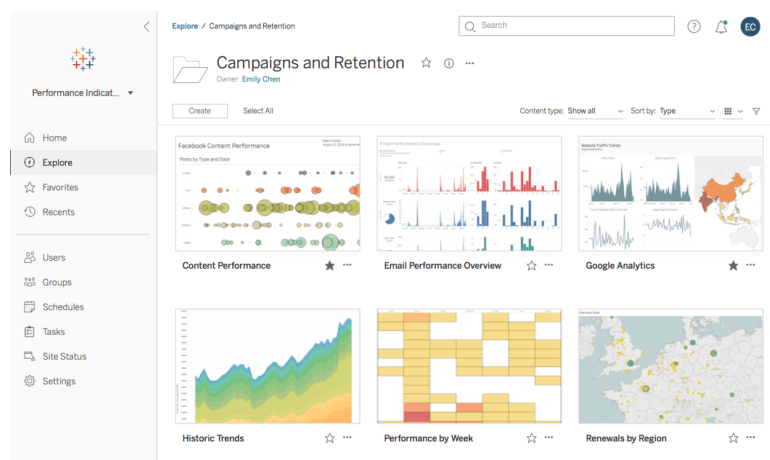 Explore / Campaigns and Retention
Search
EC
Performance Indicat...
Campaigns and Retention
Owner Emily Chen
Create
Select All
Content type: Show all
Sort by: Type
Home
Explore
Favorites
Recents
Users
Groups
Schedules
Tasks
Site Status
Settings
Facebook Content Performance
Posts by Type and Date
Email Performance Overview
Website Traffic Trends
Content Performance
Email Performance Overview
Google Analytics
Historic Trends
Performance by Week
Renewals by Region